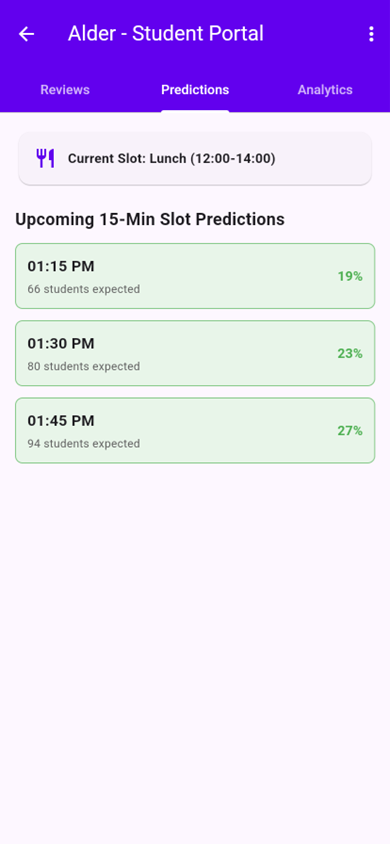 Alder - Student Portal
Reviews
Predictions
Analytics
Current Slot: Lunch (12:00-14:00)
Upcoming 15-Min Slot Predictions
01:15 PM
66 students expected
19%
01:30 PM
80 students expected
23%
01:45 PM
94 students expected
27%